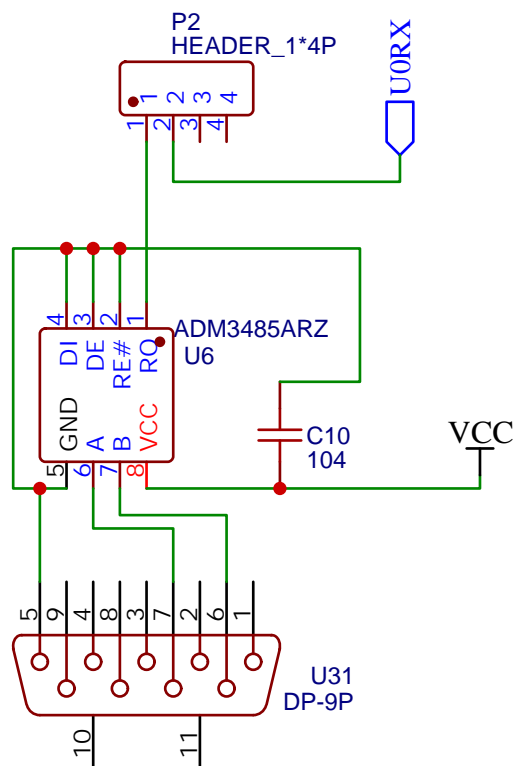 P2
HEADER_1*4P
1 2 3 4
1 2 3 4
U0RX
4 3 2 1
DI DE RE# RO
ADM3485ARZ
U6
GND A B VCC
5 6 7 8
C10
104
VCC
5 9 4 8 3 7 2 6 1
U31
DP-9P
10 11